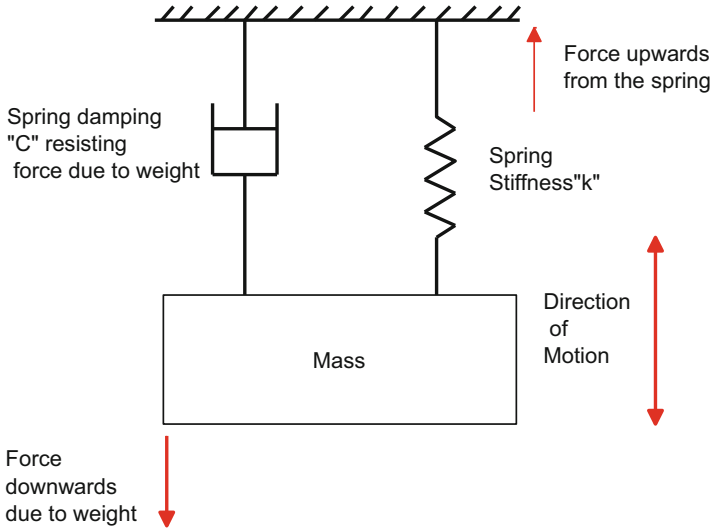 Force upwards
from the spring
Spring damping
"C" resisting
force due to weight
Spring
Stiffness"k"
Direction
of
Motion
Mass
Force
downwards
due to weight